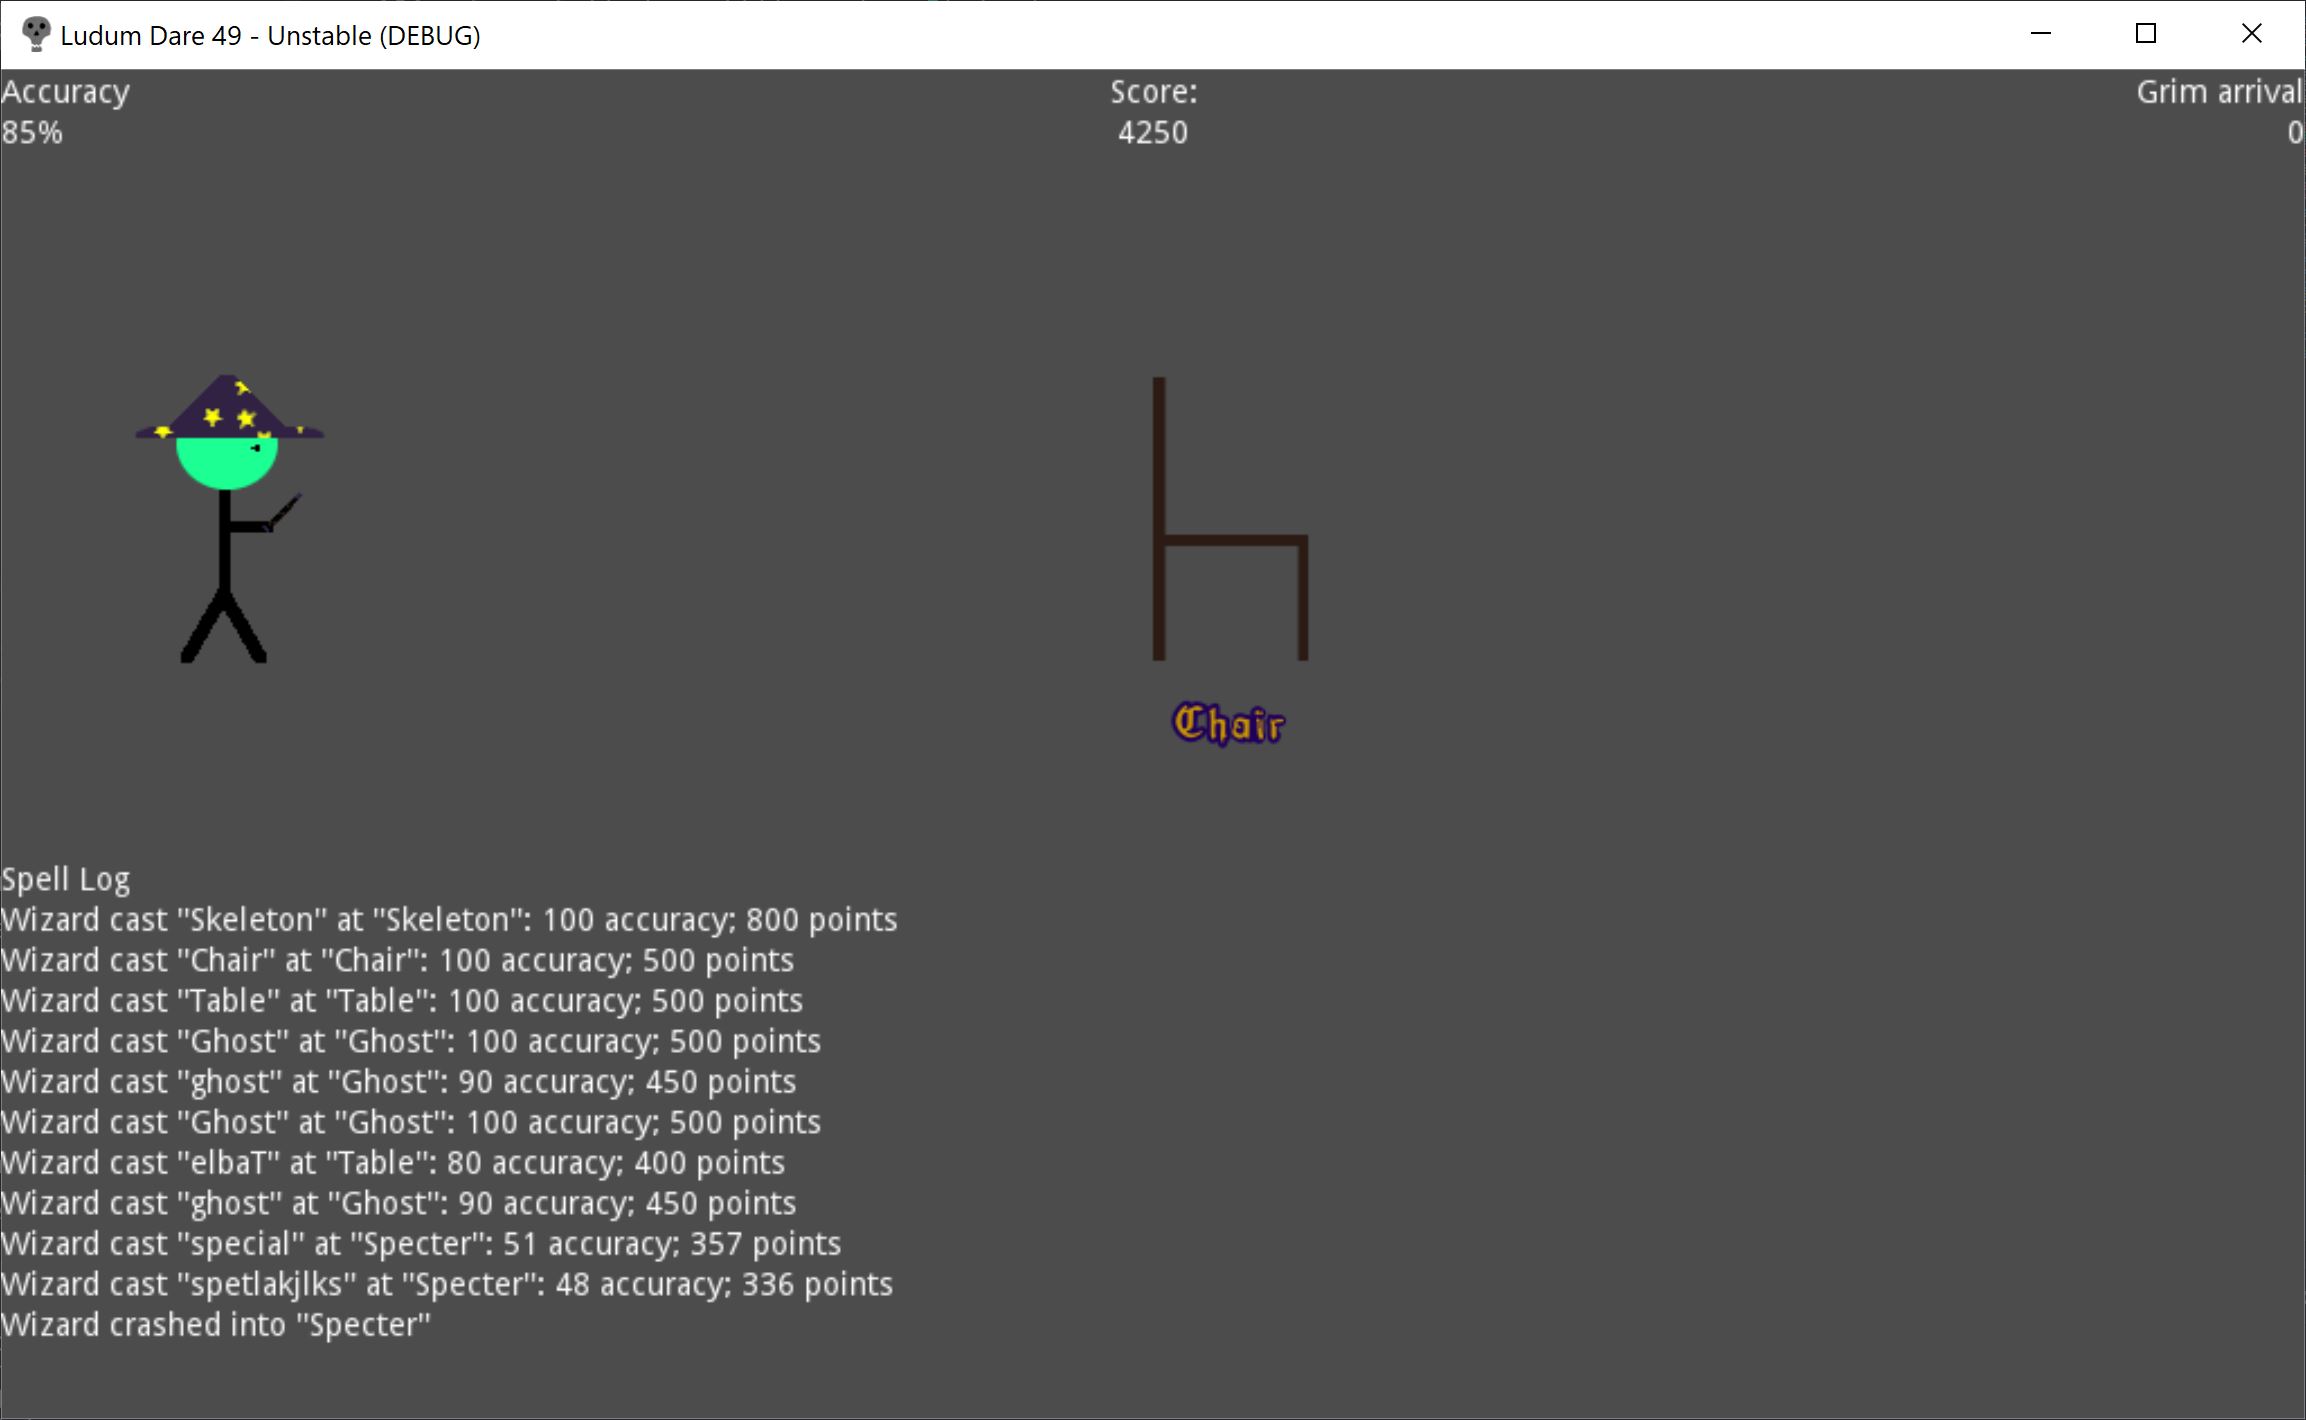 Ludum Dare 49 - Unstable (DEBUG)
Accuracy
85%
Score:
4250
Grim arrival
0
Chair
Spell Log
Wizard cast "Skeleton" at "Skeleton": 100 accuracy; 800 points
Wizard cast "Chair" at "Chair": 100 accuracy; 500 points
Wizard cast "Table" at "Table": 100 accuracy; 500 points
Wizard cast "Ghost" at "Ghost": 100 accuracy; 500 points
Wizard cast "ghost" at "Ghost": 90 accuracy; 450 points
Wizard cast "Ghost" at "Ghost": 100 accuracy; 500 points
Wizard cast "elbaT" at "Table": 80 accuracy; 400 points
Wizard cast "ghost" at "Ghost": 90 accuracy; 450 points
Wizard cast "special" at "Specter": 51 accuracy; 357 points
Wizard cast "spetlakjlks" at "Specter": 48 accuracy; 336 points
Wizard crashed into "Specter"